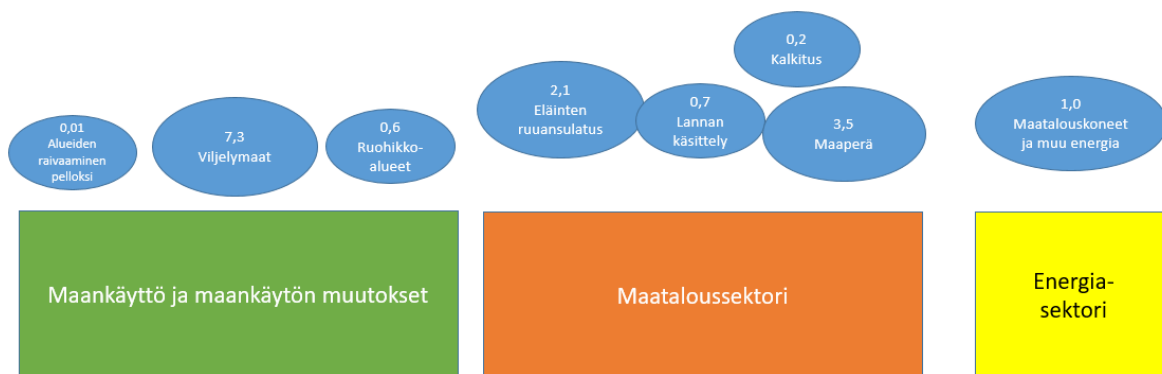 0,01
Alueiden
raivaaminen
pelloksi
7,3
Viljelymaat
0,6
Ruohikko-
alueet
2,1
Eläinten
ruuansulatus
0,7
Lannan
käsittely
0,2
Kalkitus
3,5
Maaperä
1,0
Maatalouskoneet
ja muu energia
Maankäyttö ja maankäytön muutokset
Maataloussektori
Energia-
sektori